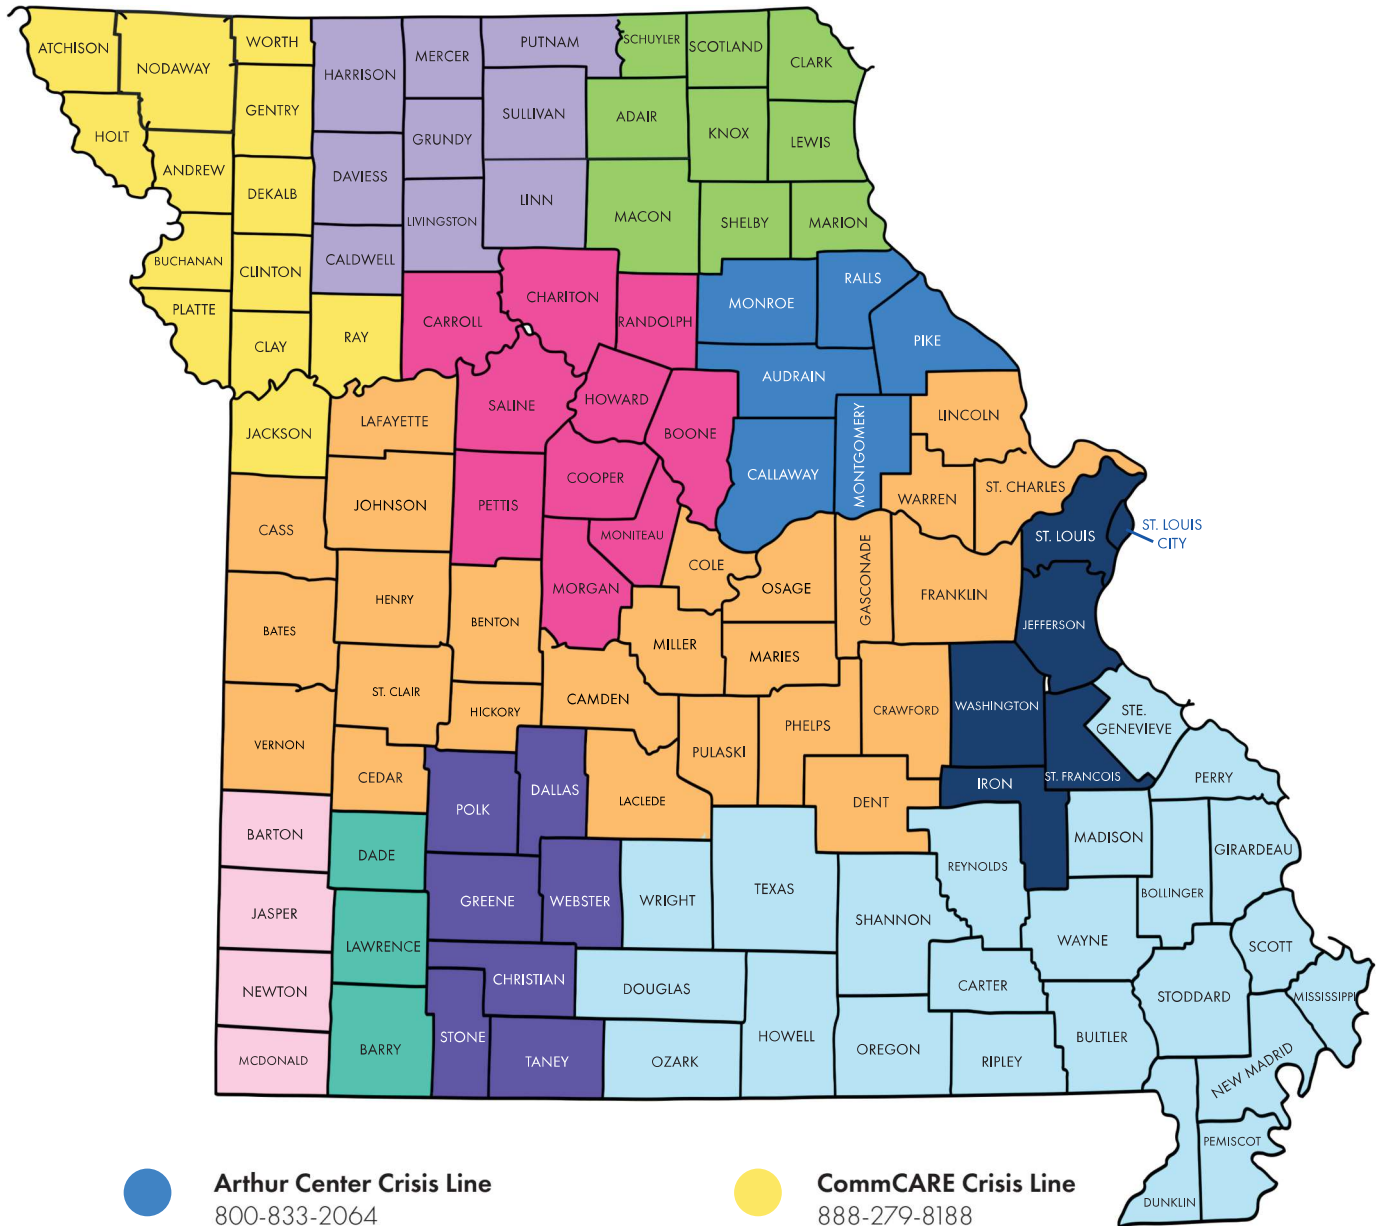 ATCHISON
NODAWAY
WORTH
HARRISON
MERCER
PUTNAM
SCHUYLER
SCOTLAND
CLARK
HOLT
GENTRY
GRUNDY
SULLIVAN
ADAIR
KNOX
LEWIS
ANDREW
DEKALB
DAVIESS
LIVINGSTON
LINN
MACON
SHELBY
MARION
BUCHANAN
CLINTON
CALDWELL
PLATTE
CLAY
RAY
CARROLL
CHARITON
RANDOLPH
MONROE
RALLS
PIKE
JACKSON
LAFAYETTE
SALINE
HOWARD
BOONE
AUDRAIN
CALLAWAY
MONTGOMERY
LINCOLN
CASS
JOHNSON
PETTIS
COOPER
MONITEAU
COLE
OSAGE
GASCONADE
WARREN
ST. CHARLES
ST. LOUIS
ST. LOUIS
CITY
FRANKLIN
JEFFERSON
BATES
HENRY
BENTON
MORGAN
MILLER
MARIES
VERNON
ST. CLAIR
HICKORY
CAMDEN
PULASKI
PHELPS
CRAWFORD
WASHINGTON
STE.
GENEVIEVE
CEDAR
POLK
DALLAS
LACLEDE
DENT
IRON
ST. FRANCOIS
PERRY
BARTON
DADE
GREENE
WEBSTER
WRIGHT
TEXAS
SHANNON
REYNOLDS
MADISON
BOLLINGER
GIRARDEAU
JASPER
LAWRENCE
CHRISTIAN
DOUGLAS
WAYNE
SCOTT
NEWTON
BARRY
STONE
TANEY
OZARK
HOWELL
OREGON
CARTER
RIPLEY
BULTLER
STODDARD
MISSISSIPPI
MCDONALD
NEW MADRID
PEMISCOT
DUNKLIN
Arthur Center Crisis Line
800-833-2064
CommCARE Crisis Line
888-279-8188